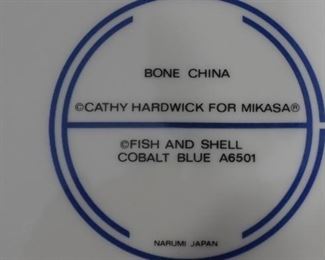 BONE CHINA
©CATHY HARDWICK FOR MIKASA®
©FISH AND SHELL
COBALT BLUE A6501
NARUMI JAPAN